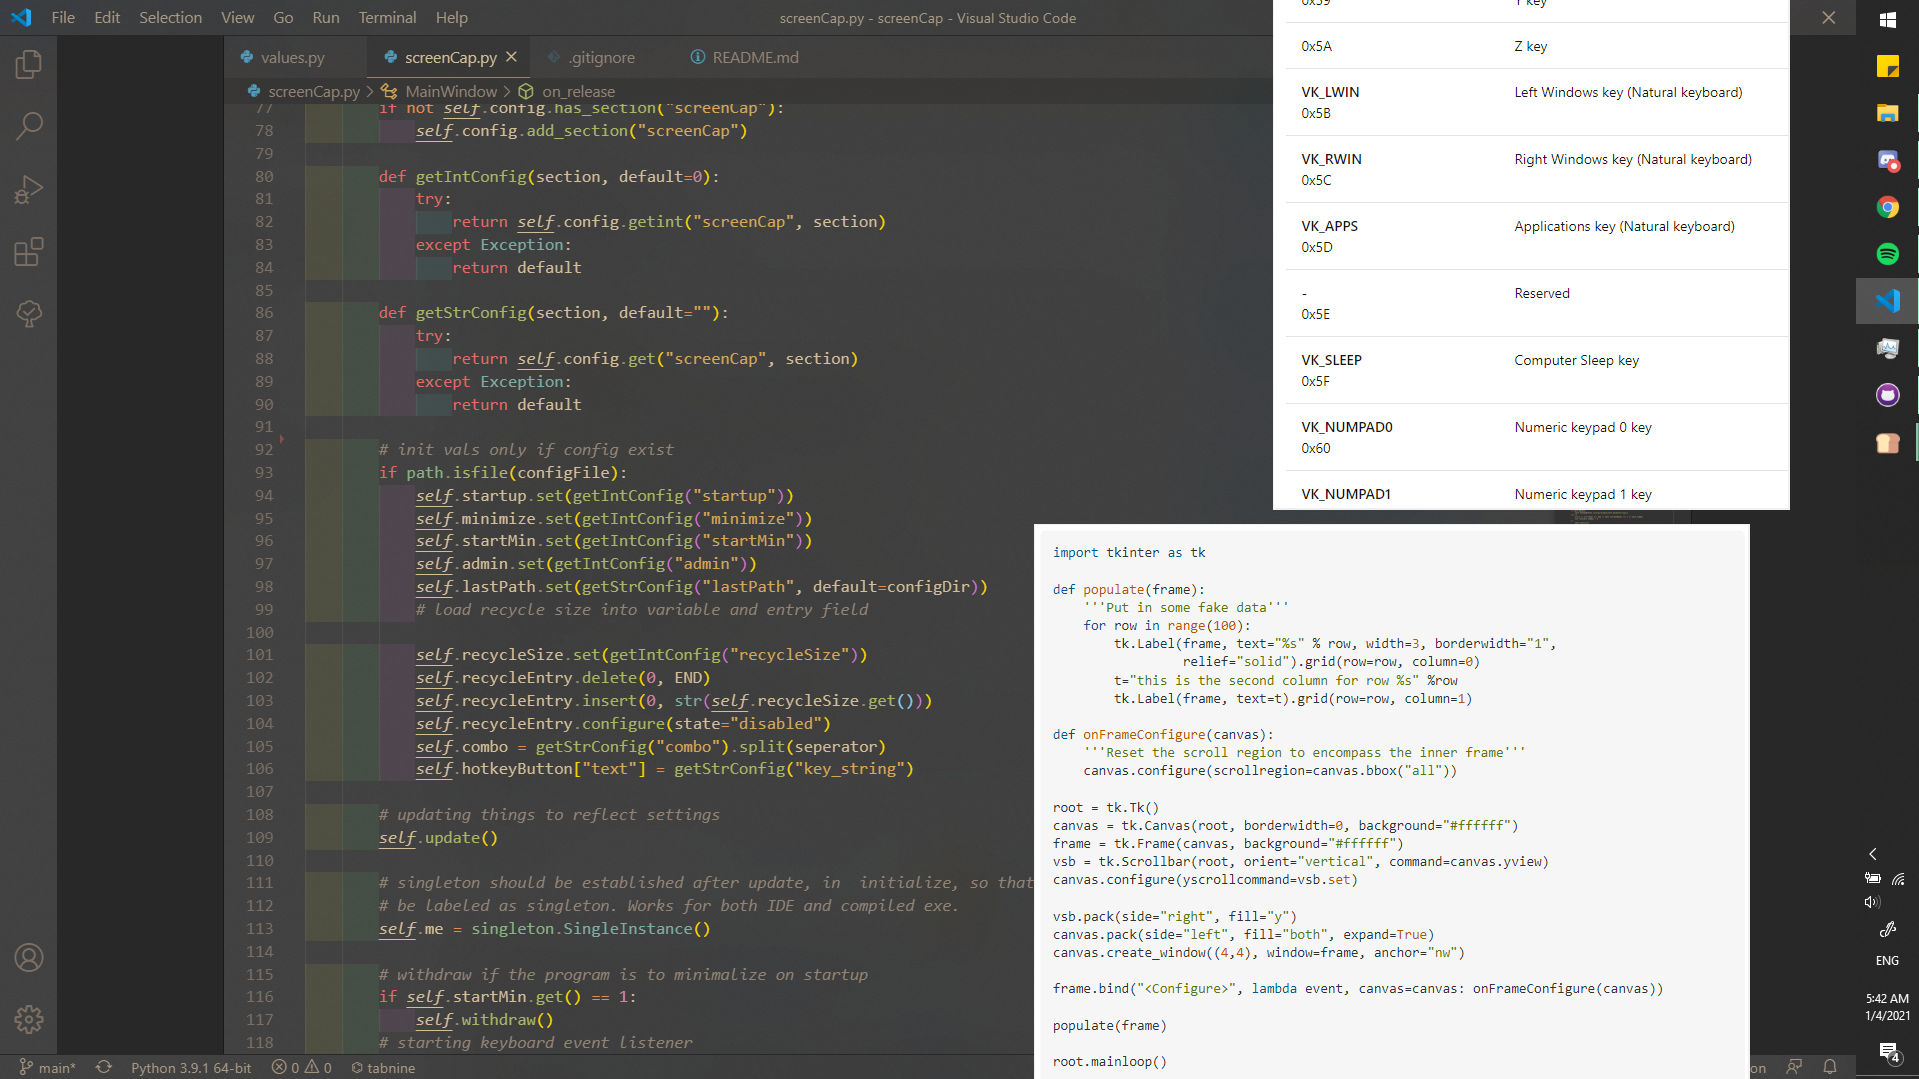 File Edit Selection View Go Run Terminal Help
screenCap.py - screenCap - Visual Studio Code
values.py
screenCap.py
.gitignore
README.md
screenCap.py > MainWindow > on_release
77 if not self.config.has_section("screenCap"):
78 self.config.add_section("screenCap")
79
80 def getIntConfig(section, default=0):
81 try:
82 return self.config.getint("screenCap", section)
83 except Exception:
84 return default
85
86 def getStrConfig(section, default=""):
87 try:
88 return self.config.get("screenCap", section)
89 except Exception:
90 return default
91
92 # init vals only if config exist
93 if path.isfile(configFile):
94 self.startup.set(getIntConfig("startup"))
95 self.minimize.set(getIntConfig("minimize"))
96 self.startMin.set(getIntConfig("startMin"))
97 self.admin.set(getIntConfig("admin"))
98 self.lastPath.set(getStrConfig("lastPath", default=configDir))
99 # load recycle size into variable and entry field
100
101 self.recycleSize.set(getIntConfig("recycleSize"))
102 self.recycleEntry.delete(0, END)
103 self.recycleEntry.insert(0, str(self.recycleSize.get()))
104 self.recycleEntry.configure(state="disabled")
105 self.combo = getStrConfig("combo").split(seperator)
106 self.hotkeyButton["text"] = getStrConfig("key_string")
107
108 # updating things to reflect settings
109 self.update()
110
111 # singleton should be established after update, in  initialize, so that
112 # be labeled as singleton. Works for both IDE and compiled exe.
113 self.me = singleton.SingleInstance()
114
115 # withdraw if the program is to minimalize on startup
116 if self.startMin.get() == 1:
117 self.withdraw()
118 # starting keyboard event listener
main*
Python 3.9.1 64-bit
0 0
tabnine
0x59 Y key
0x5A Z key
VK_LWIN Left Windows key (Natural keyboard)
0x5B
VK_RWIN Right Windows key (Natural keyboard)
0x5C
VK_APPS Applications key (Natural keyboard)
0x5D
- Reserved
0x5E
VK_SLEEP Computer Sleep key
0x5F
VK_NUMPAD0 Numeric keypad 0 key
0x60
VK_NUMPAD1 Numeric keypad 1 key
import tkinter as tk
def populate(frame):
'''Put in some fake data'''
for row in range(100):
tk.Label(frame, text="%s" % row, width=3, borderwidth="1",
relief="solid").grid(row=row, column=0)
t="this is the second column for row %s" %row
tk.Label(frame, text=t).grid(row=row, column=1)
def onFrameConfigure(canvas):
'''Reset the scroll region to encompass the inner frame'''
canvas.configure(scrollregion=canvas.bbox("all"))
root = tk.Tk()
canvas = tk.Canvas(root, borderwidth=0, background="#ffffff")
frame = tk.Frame(canvas, background="#ffffff")
vsb = tk.Scrollbar(root, orient="vertical", command=canvas.yview)
canvas.configure(yscrollcommand=vsb.set)
vsb.pack(side="right", fill="y")
canvas.pack(side="left", fill="both", expand=True)
canvas.create_window((4,4), window=frame, anchor="nw")
frame.bind("<Configure>", lambda event, canvas=canvas: onFrameConfigure(canvas))
populate(frame)
root.mainloop()
on
ENG
5:42 AM
1/4/2021
4